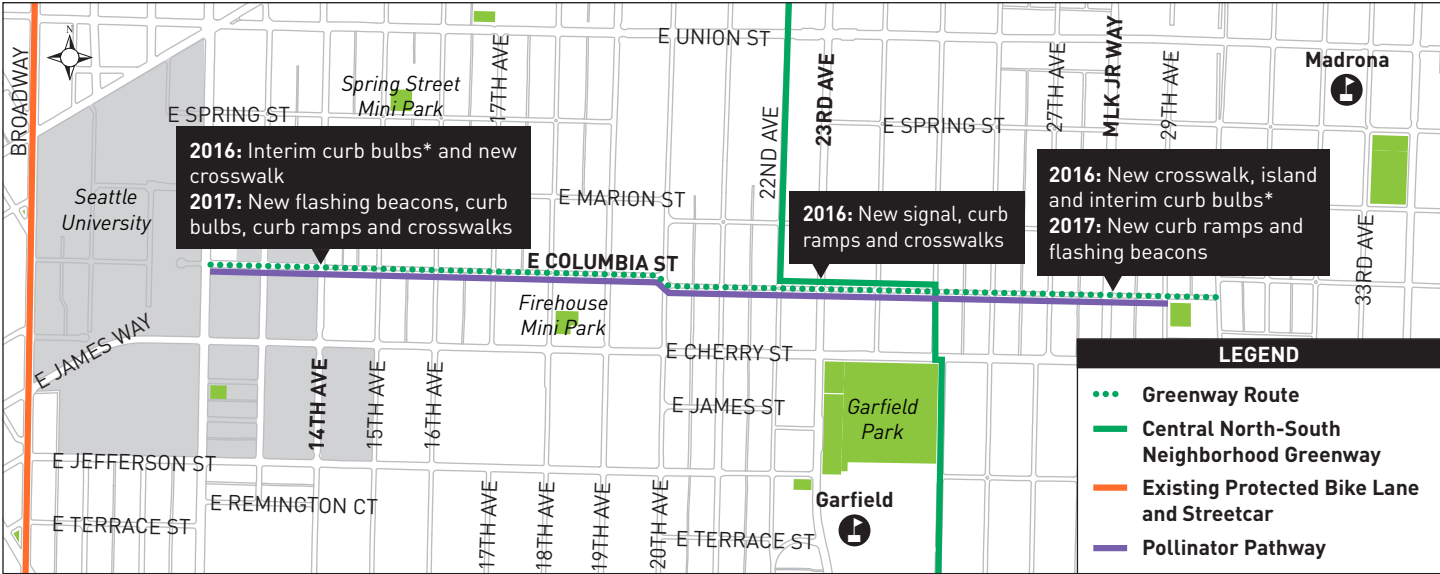 N
BROADWAY
E UNION ST
17TH AVE
Spring Street
Mini Park
E SPRING ST
22ND AVE
23RD AVE
E SPRING ST
27TH AVE
MLK JR WAY
29TH AVE
Madrona
33RD AVE
Seattle
University
2016: Interim curb bulbs* and new
crosswalk
2017: New flashing beacons, curb
bulbs, curb ramps and crosswalks
E MARION ST
2016: New signal, curb
ramps and crosswalks
2016: New crosswalk, island
and interim curb bulbs*
2017: New curb ramps and
flashing beacons
E COLUMBIA ST
Firehouse
Mini Park
E JAMES WAY
E CHERRY ST
14TH AVE
15TH AVE
16TH AVE
E JAMES ST
Garfield
Park
E JEFFERSON ST
E REMINGTON CT
E TERRACE ST
17TH AVE
18TH AVE
19TH AVE
20TH AVE
E TERRACE ST
Garfield
LEGEND
Greenway Route
Central North-South
Neighborhood Greenway
Existing Protected Bike Lane
and Streetcar
Pollinator Pathway